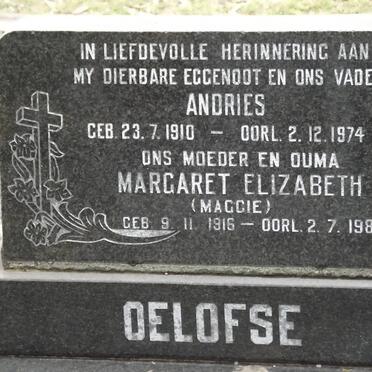 IN LIEFDEVOLLE HERINNERING AAN
MY DIERBARE EGGENOOT EN ONS VADE
ANDRIES
GEB. 23.7.1910 — OORL. 2.12.1974
ONS MOEDER EN OUMA
MARGARET ELIZABETH
(MAGGIE)
GEB. 9. 11. 1916 — OORL. 2. 7. 198
OELOFSE